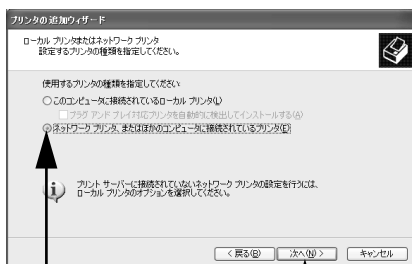 プリンタの追加ウィザード
ローカル プリンタまたはネットワーク プリンタ
設定するプリンタの種類を指定してください。
使用するプリンタの種類を指定してください:
このコンピュータに接続されているローカル プリンタ(L)
プラグ アンド プレイ対応プリンタを自動的に検出してインストールする(A)
ネットワーク プリンタ、またはほかのコンピュータに接続されているプリンタ(E)
プリント サーバーに接続されていないネットワーク プリンタの設定を行うには、
ローカル プリンタのオプションを選択してください。
< 戻る(B)
次へ(N) >
キャンセル